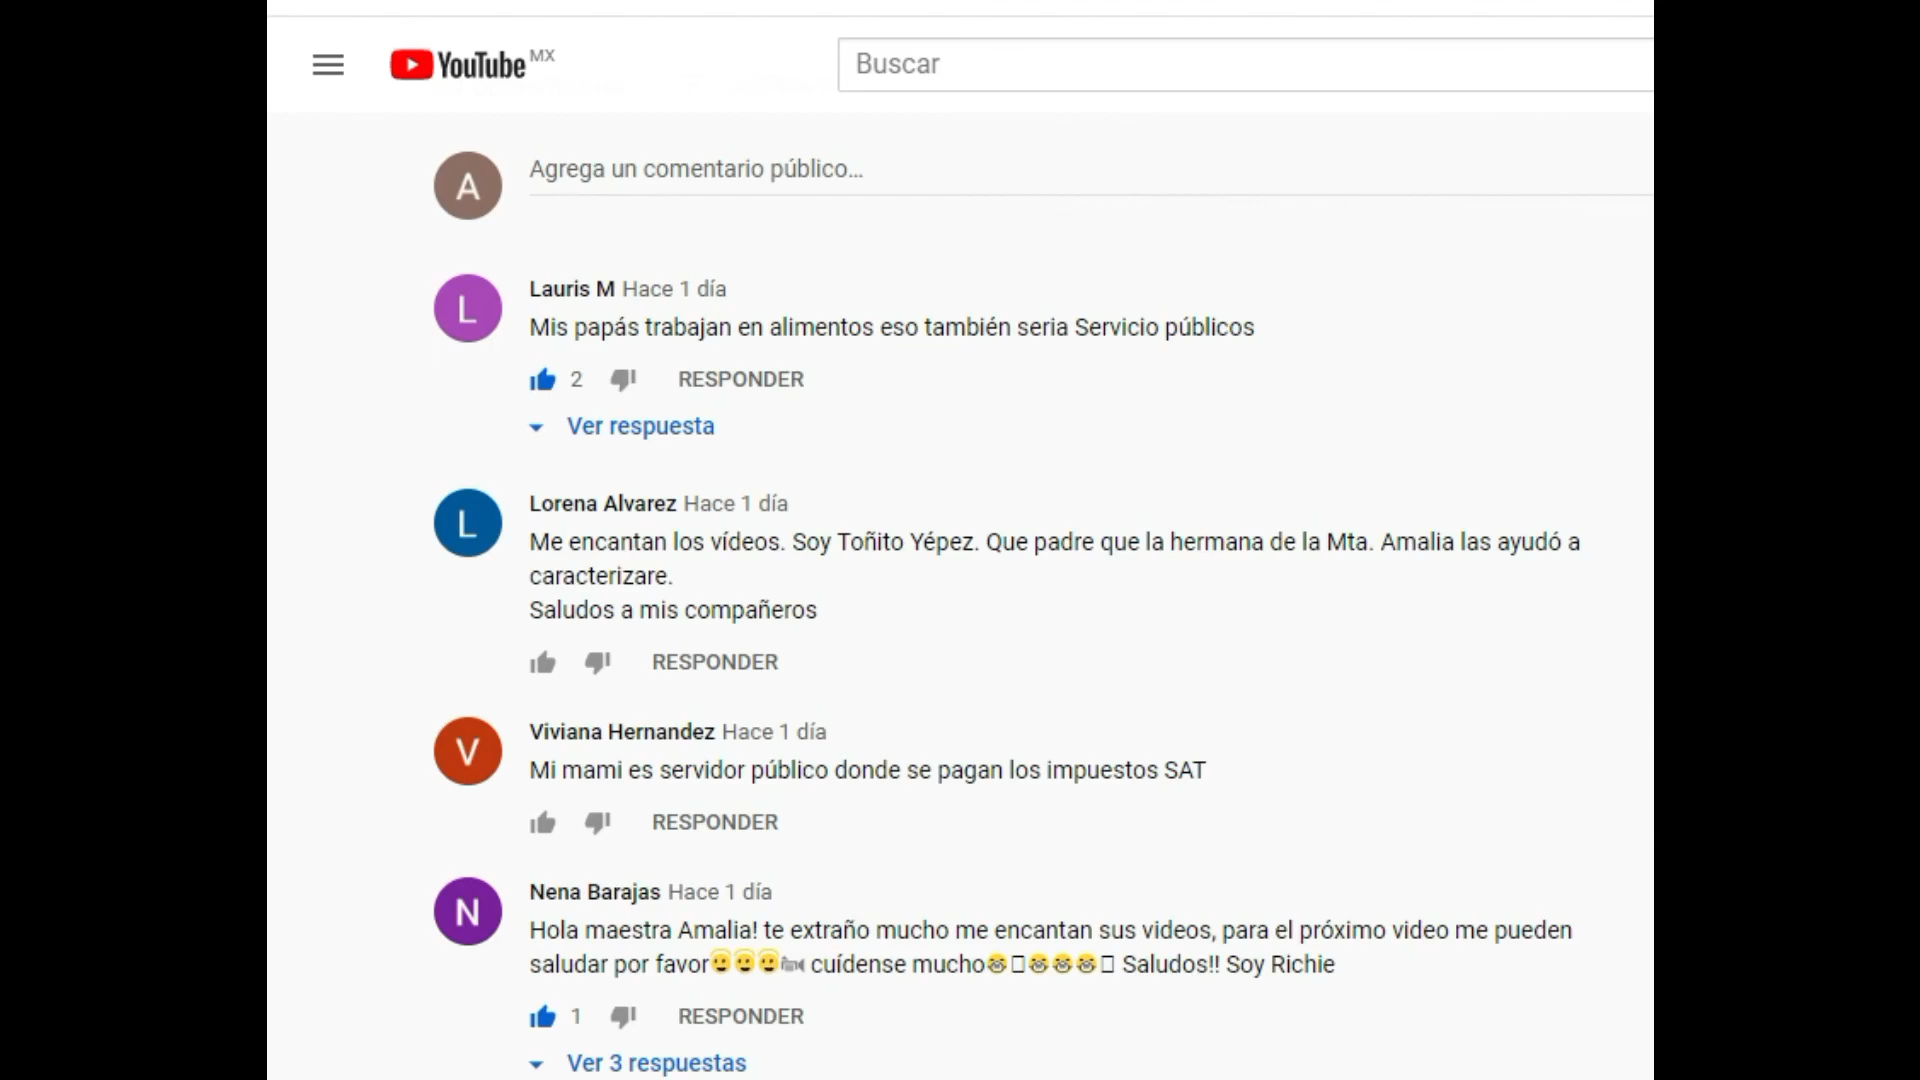 YouTube MX
Buscar
A
Agrega un comentario público...
L
Lauris M Hace 1 día
Mis papás trabajan en alimentos eso también seria Servicio públicos
2 RESPONDER
Ver respuesta
L
Lorena Alvarez Hace 1 día
Me encantan los vídeos. Soy Toñito Yépez. Que padre que la hermana de la Mta. Amalia las ayudó a
caracterizare.
Saludos a mis compañeros
RESPONDER
V
Viviana Hernandez Hace 1 día
Mi mami es servidor público donde se pagan los impuestos SAT
RESPONDER
N
Nena Barajas Hace 1 día
Hola maestra Amalia! te extraño mucho me encantan sus videos, para el próximo video me pueden
saludar por favor😇😇😇📹 cuídense mucho😷▯😷😷😷▯ Saludos!! Soy Richie
1 RESPONDER
Ver 3 respuestas